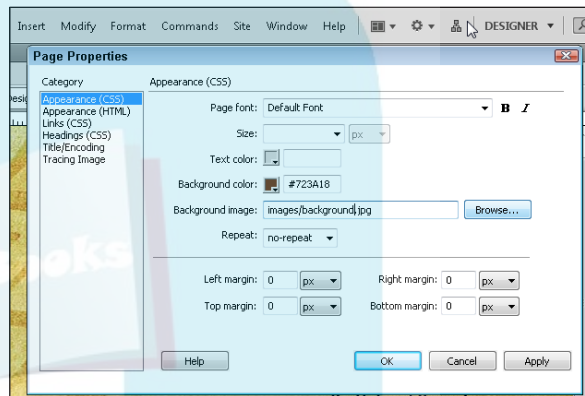 Insert Modify Format Commands Site Window Help DESIGNER
Page Properties
Category Appearance (CSS)
Appearance (CSS)
Appearance (HTML)
Links (CSS)
Headings (CSS)
Title/Encoding
Tracing Image
Page font: Default Font B I
Size: px
Text color:
Background color: #723A18
Background image: images/background.jpg Browse...
Repeat: no-repeat
Left margin: 0 px Right margin: 0 px
Top margin: 0 px Bottom margin: 0 px
Help OK Cancel Apply
ooks